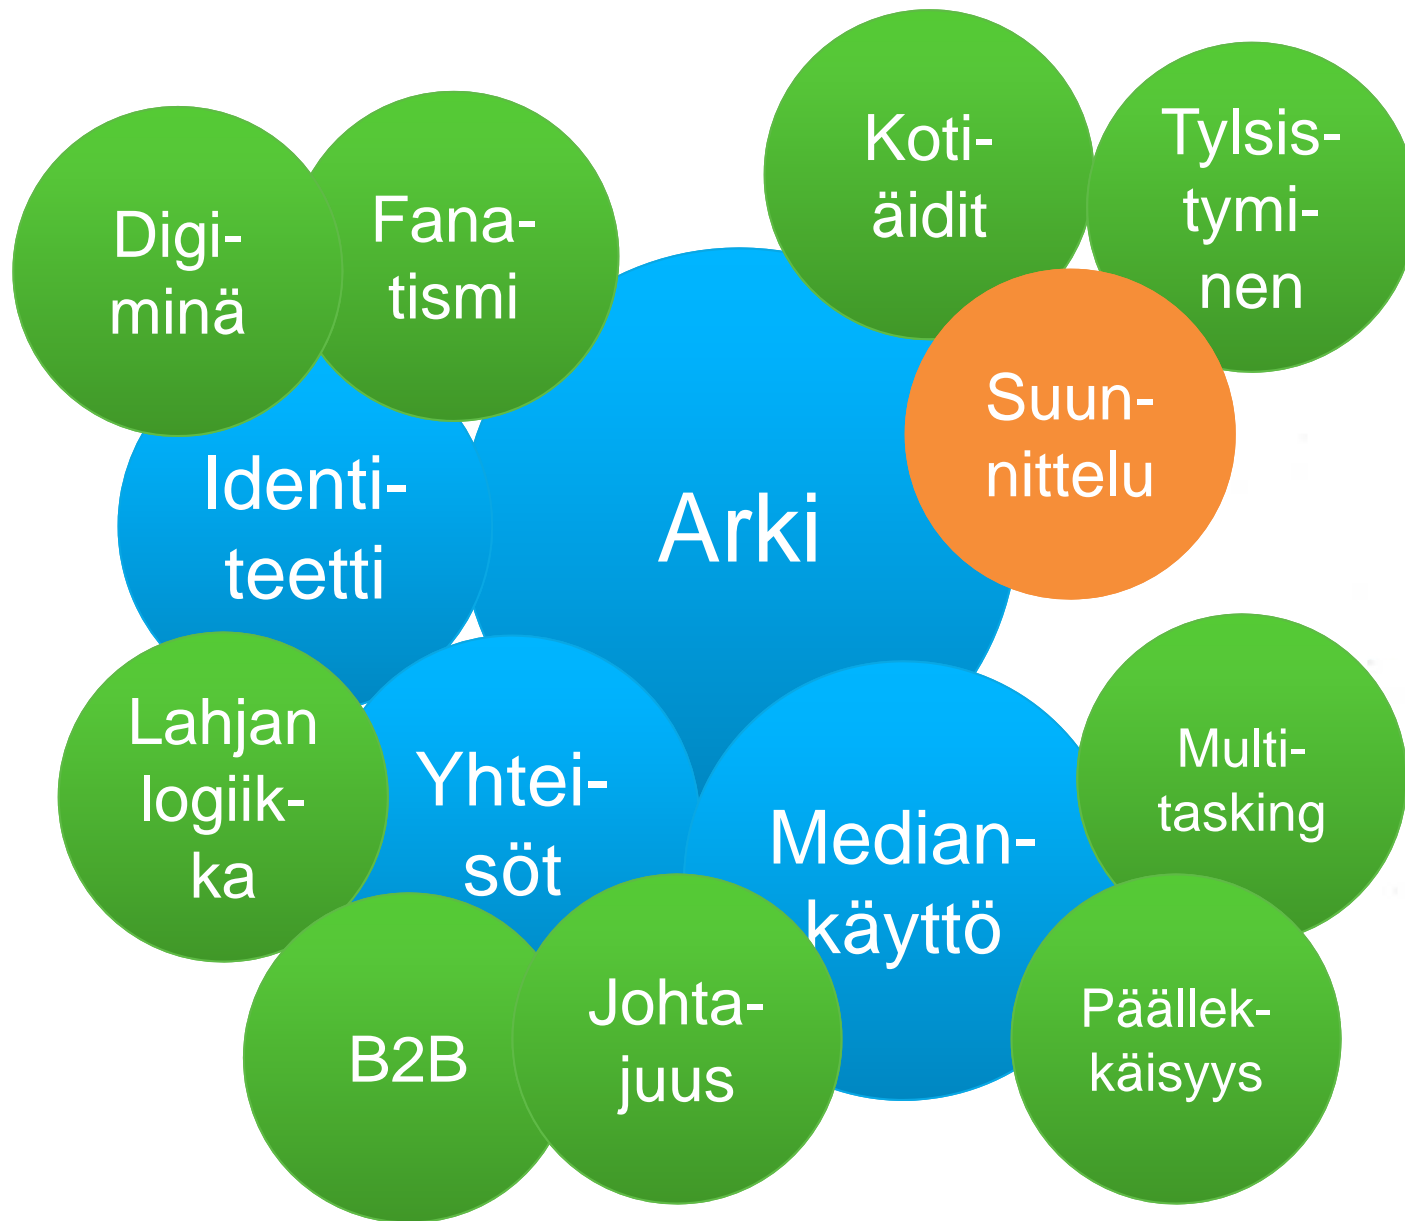 Digi-
minä
Fana-
tismi
Koti-
äidit
Tylsis-
tymi-
nen
Suun-
nittelu
Identi-
teetti
Arki
Lahjan
logiik-
ka
Yhtei-
söt
Median-
käyttö
Multi-
tasking
B2B
Johta-
juus
Päällek-
käisyys